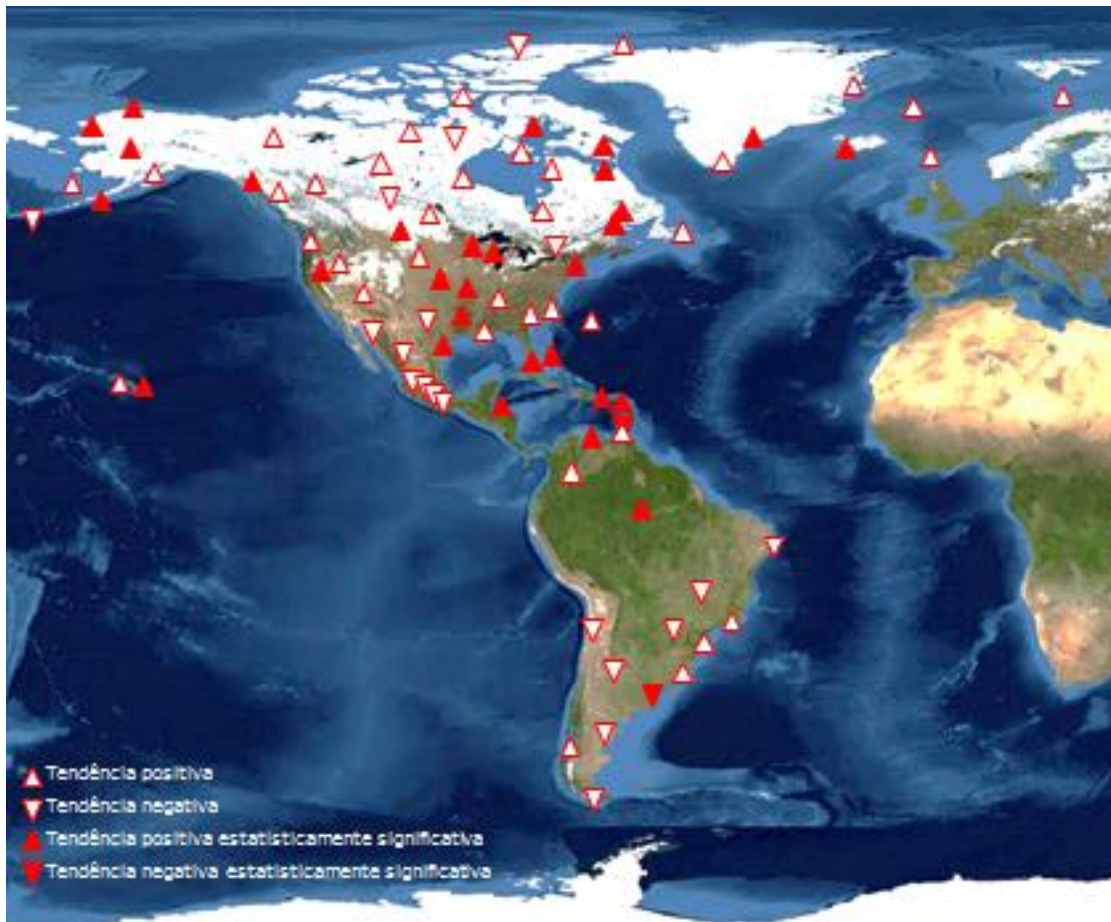 Tendência positiva
Tendência negativa
Tendência positiva estatisticamente significativa
Tendência negativa estatisticamente significativa